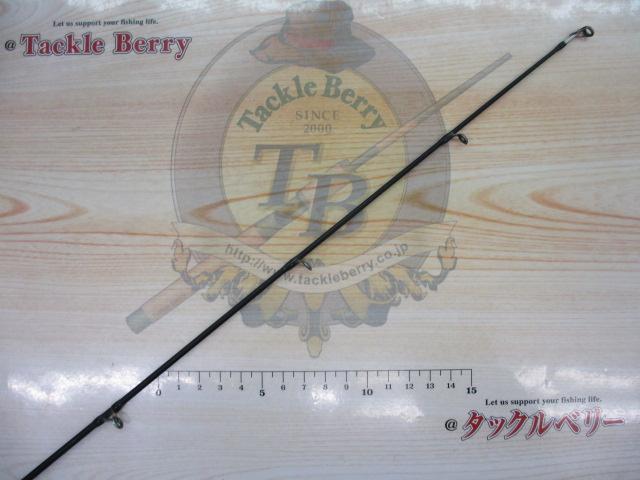 Let us support your fishing life.
@ Tackle Berry
Tackle Berry
SINCE
2000
TB
http://www.tackleberry.co.jp
0 1 2 3 4 5 6 7 8 9 10 11 12 13 14 15
Let us support your fishing life.
@ タックルベリー